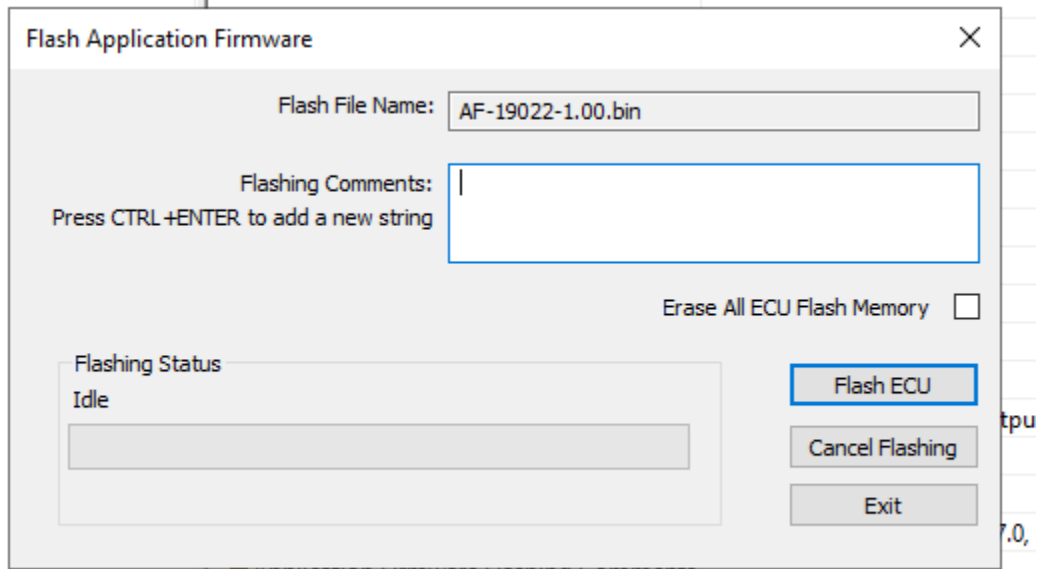 Flash Application Firmware
Flash File Name: AF-19022-1.00.bin
Flashing Comments:
Press CTRL+ENTER to add a new string
Erase All ECU Flash Memory
Flashing Status
Idle
Flash ECU
Cancel Flashing
Exit
tpu
7.0,